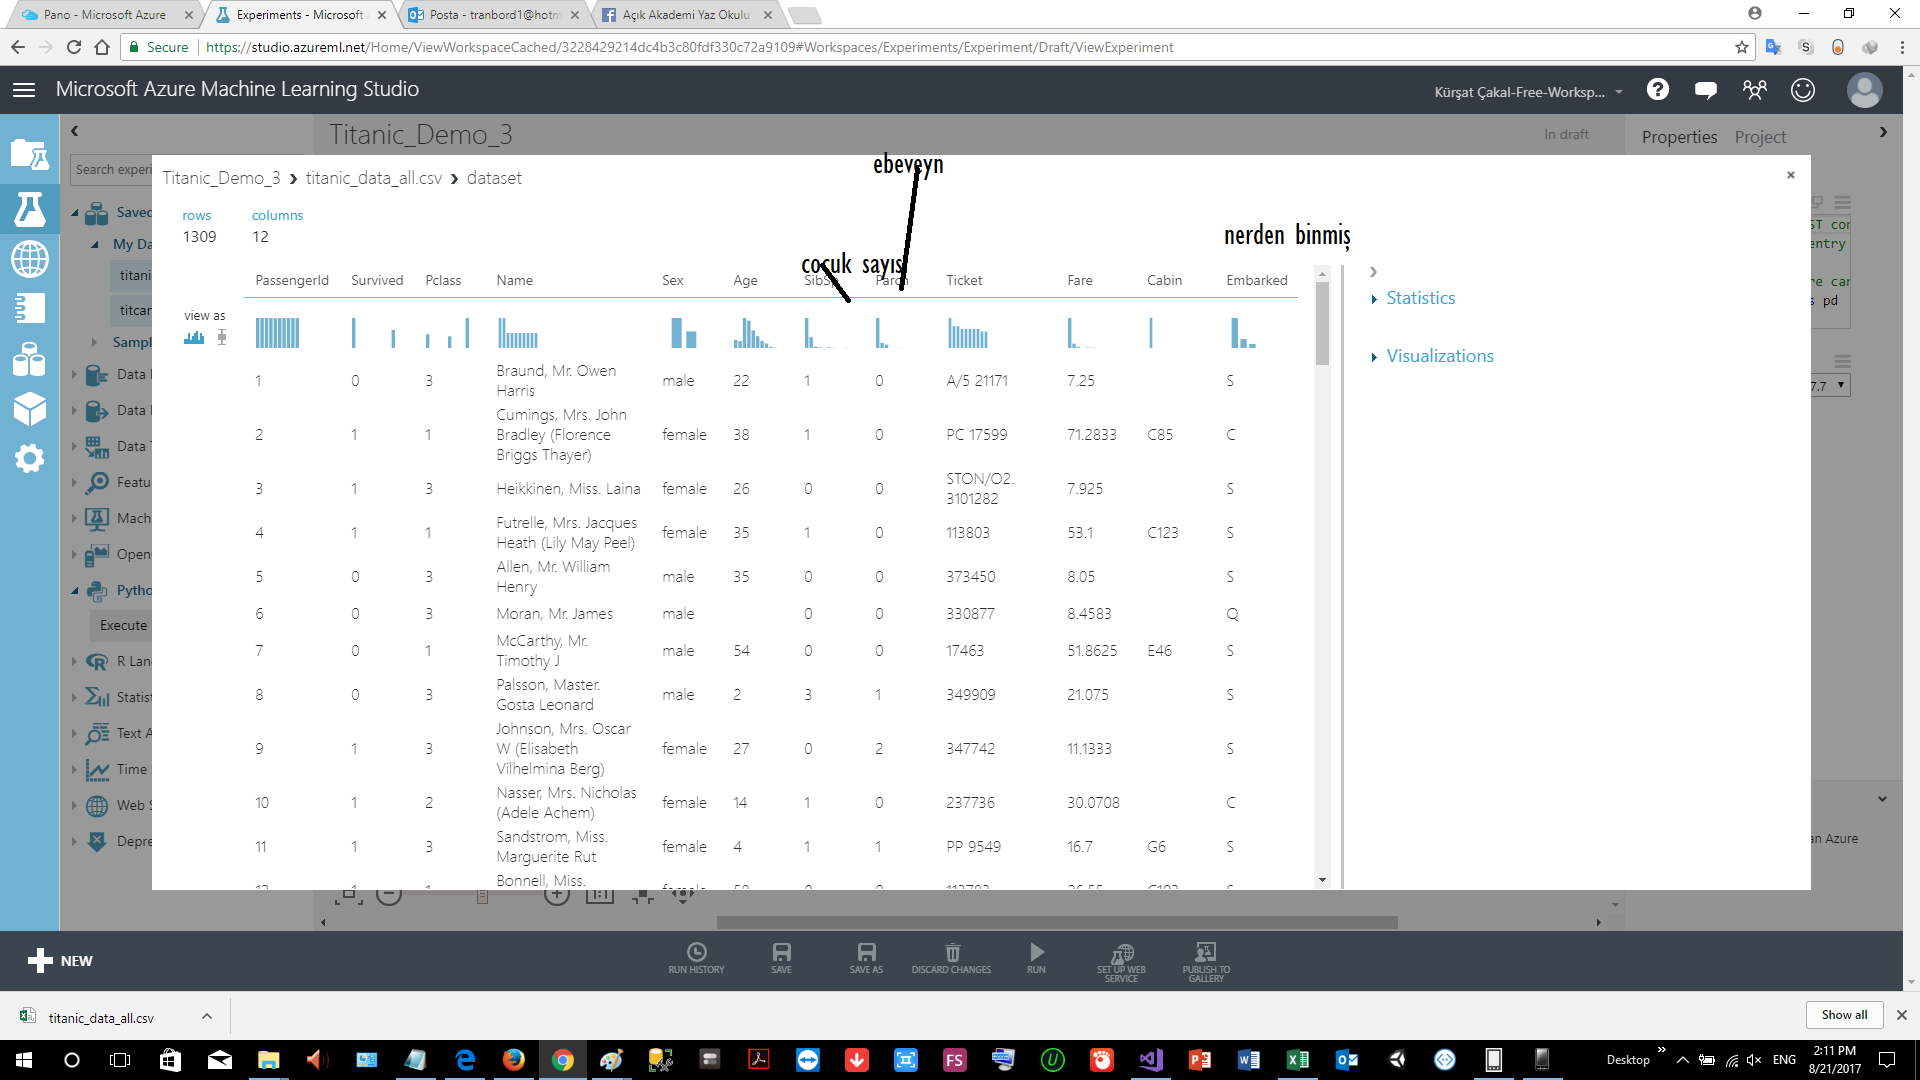 Pano - Microsoft Azure
Experiments - Microsoft
Posta - tranbord1@hotm
Açık Akademi Yaz Okulu
Secure
https://studio.azureml.net/Home/ViewWorkspaceCached/3228429214dc4b3c80fdf330c72a9109#Workspaces/Experiments/Experiment/Draft/ViewExperiment
Microsoft Azure Machine Learning Studio
Kürşat Çakal-Free-Worksp...
Titanic_Demo_3
In draft
Properties Project
Search experi
ebeveyn
Titanic_Demo_3 › titanic_data_all.csv › dataset
rows columns
1309 12
nerden binmiş
çocuk sayısı
PassengerId Survived Pclass Name Sex Age SibSp Parch Ticket Fare Cabin Embarked
view as
1 0 3 Braund, Mr. Owen Harris male 22 1 0 A/5 21171 7.25 S
2 1 1 Cumings, Mrs. John Bradley (Florence Briggs Thayer) female 38 1 0 PC 17599 71.2833 C85 C
3 1 3 Heikkinen, Miss. Laina female 26 0 0 STON/O2. 3101282 7.925 S
4 1 1 Futrelle, Mrs. Jacques Heath (Lily May Peel) female 35 1 0 113803 53.1 C123 S
5 0 3 Allen, Mr. William Henry male 35 0 0 373450 8.05 S
6 0 3 Moran, Mr. James male 0 0 330877 8.4583 Q
7 0 1 McCarthy, Mr. Timothy J male 54 0 0 17463 51.8625 E46 S
8 0 3 Palsson, Master. Gosta Leonard male 2 3 1 349909 21.075 S
9 1 3 Johnson, Mrs. Oscar W (Elisabeth Vilhelmina Berg) female 27 0 2 347742 11.1333 S
10 1 2 Nasser, Mrs. Nicholas (Adele Achem) female 14 1 0 237736 30.0708 C
11 1 3 Sandstrom, Miss. Marguerite Rut female 4 1 1 PP 9549 16.7 G6 S
Bonnell, Miss.
Statistics
Visualizations
Saved
My Da
titani
titcan
Sampl
Data I
Data I
Data T
Featu
Mach
Open
Pytho
Execute
R Lan
Statist
Text A
Time
Web S
Depre
ST con
entry
re can
s pd
7.7
an Azure
1:1
NEW
RUN HISTORY
SAVE
SAVE AS
DISCARD CHANGES
RUN
SET UP WEB SERVICE
PUBLISH TO GALLERY
titanic_data_all.csv
Show all
Desktop
ENG
2:11 PM
8/21/2017